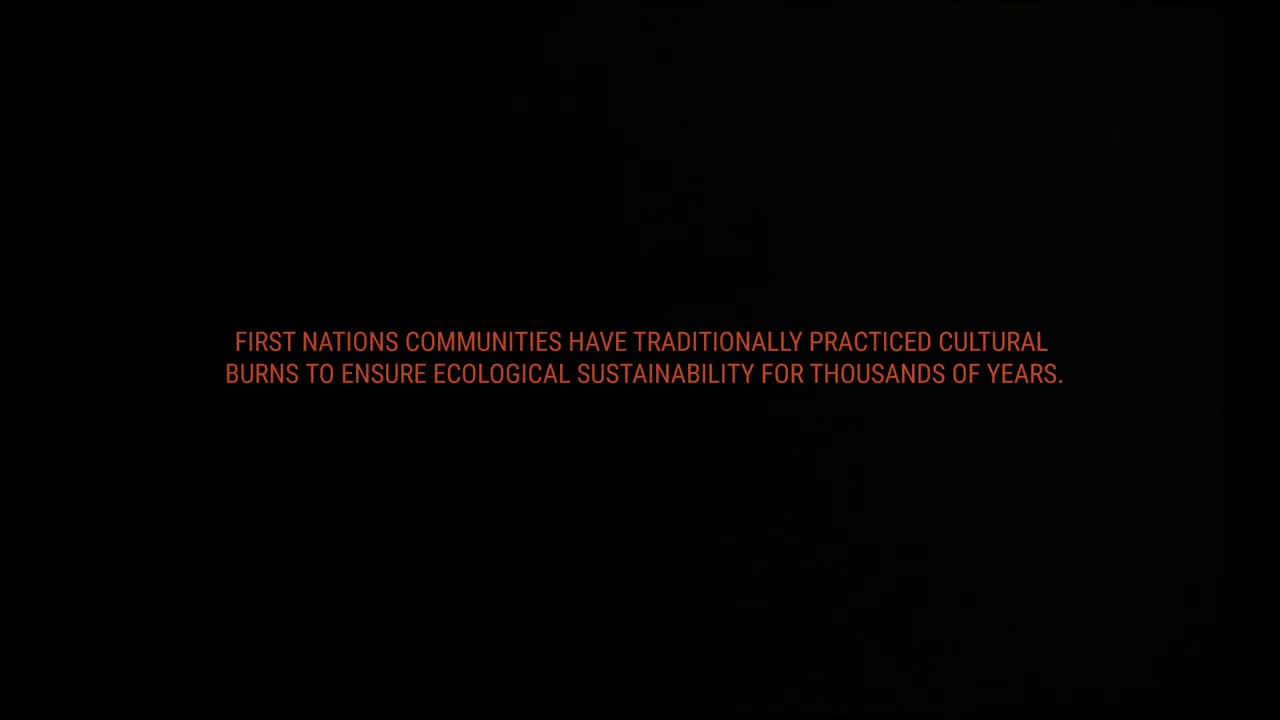 FIRST NATIONS COMMUNITIES HAVE TRADITIONALLY PRACTICED CULTURAL
BURNS TO ENSURE ECOLOGICAL SUSTAINABILITY FOR THOUSANDS OF YEARS.